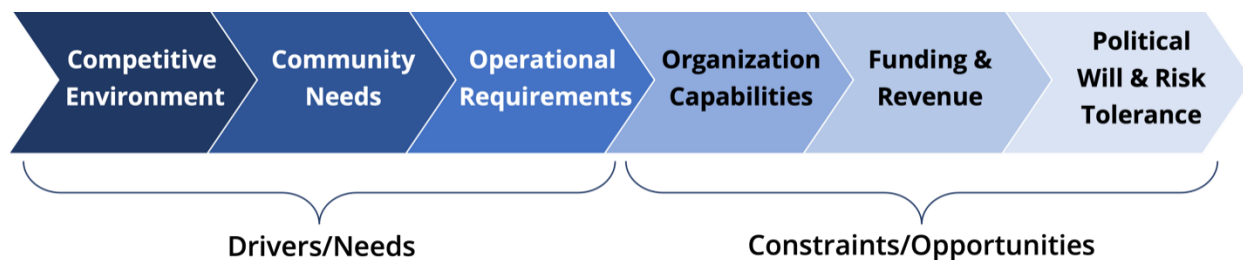 Competitive
Environment
Community
Needs
Operational
Requirements
Organization
Capabilities
Funding &
Revenue
Political
Will & Risk
Tolerance
Drivers/Needs
Constraints/Opportunities